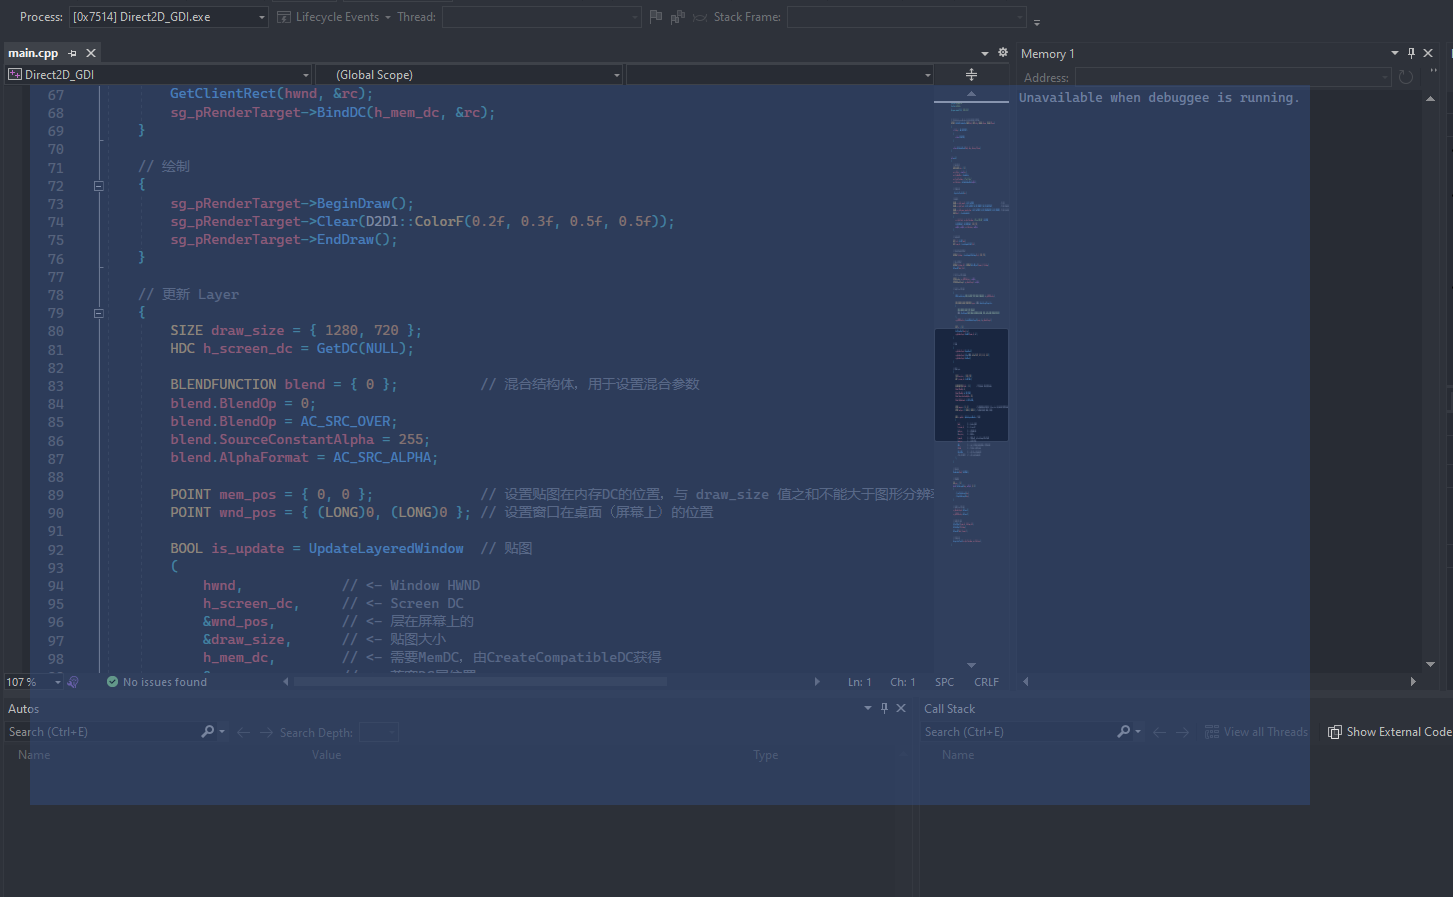 Process: [0x7514] Direct2D_GDI.exe Lifecycle Events Thread: Stack Frame:
main.cpp
Memory 1
Direct2D_GDI (Global Scope)
Address:
Unavailable when debuggee is running.
67 GetClientRect(hwnd, &rc);
68 sg_pRenderTarget->BindDC(h_mem_dc, &rc);
69 }
70
71 // 绘制
72 {
73 sg_pRenderTarget->BeginDraw();
74 sg_pRenderTarget->Clear(D2D1::ColorF(0.2f, 0.3f, 0.5f, 0.5f));
75 sg_pRenderTarget->EndDraw();
76 }
77
78 // 更新 Layer
79 {
80 SIZE draw_size = { 1280, 720 };
81 HDC h_screen_dc = GetDC(NULL);
82
83 BLENDFUNCTION blend = { 0 }; // 混合结构体，用于设置混合参数
84 blend.BlendOp = 0;
85 blend.BlendOp = AC_SRC_OVER;
86 blend.SourceConstantAlpha = 255;
87 blend.AlphaFormat = AC_SRC_ALPHA;
88
89 POINT mem_pos = { 0, 0 }; // 设置贴图在内存DC的位置，与 draw_size 值之和不能大于图形分辨
90 POINT wnd_pos = { (LONG)0, (LONG)0 }; // 设置窗口在桌面（屏幕上）的位置
91
92 BOOL is_update = UpdateLayeredWindow // 贴图
93 (
94 hwnd, // <- Window HWND
95 h_screen_dc, // <- Screen DC
96 &wnd_pos, // <- 层在屏幕上的
97 &draw_size, // <- 贴图大小
98 h_mem_dc, // <- 需要MemDC，由CreateCompatibleDC获得
107 % No issues found Ln: 1 Ch: 1 SPC CRLF
Autos
Search (Ctrl+E) Search Depth:
Name Value Type
Call Stack
Search (Ctrl+E) View all Threads Show External Code
Name